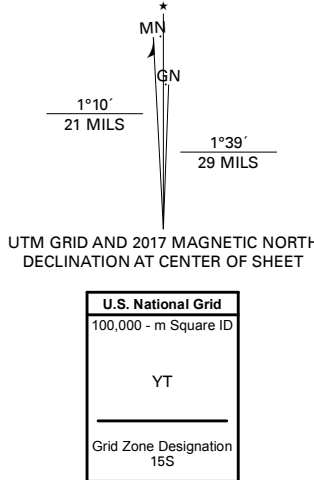 MN
GN
1°10´
21 MILS
1°39´
29 MILS
UTM GRID AND 2017 MAGNETIC NORTH
DECLINATION AT CENTER OF SHEET
U.S. National Grid
100,000 - m Square ID
YT
Grid Zone Designation
15S